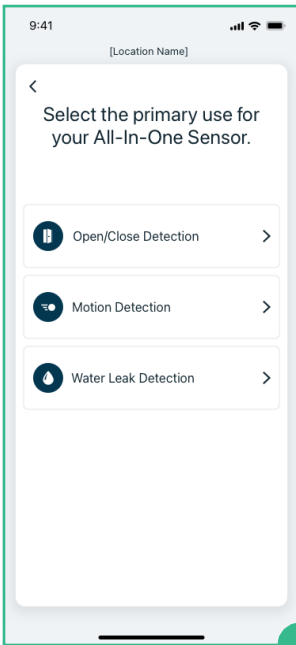 9:41
[Location Name]
Select the primary use for
your All-In-One Sensor.
Open/Close Detection
Motion Detection
Water Leak Detection